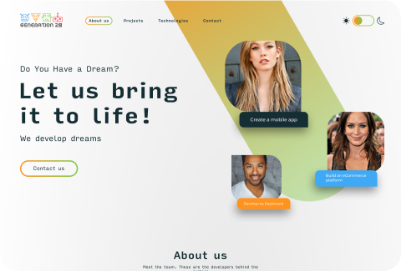 GENERATION 28
About us
Projects
Technologies
Contact
Do You Have a Dream?
Let us bring
it to life!
We develop dreams
Contact us
Create a mobile app
Build an eCommerce
platform
About us
Meet the team. These are the developers behind the